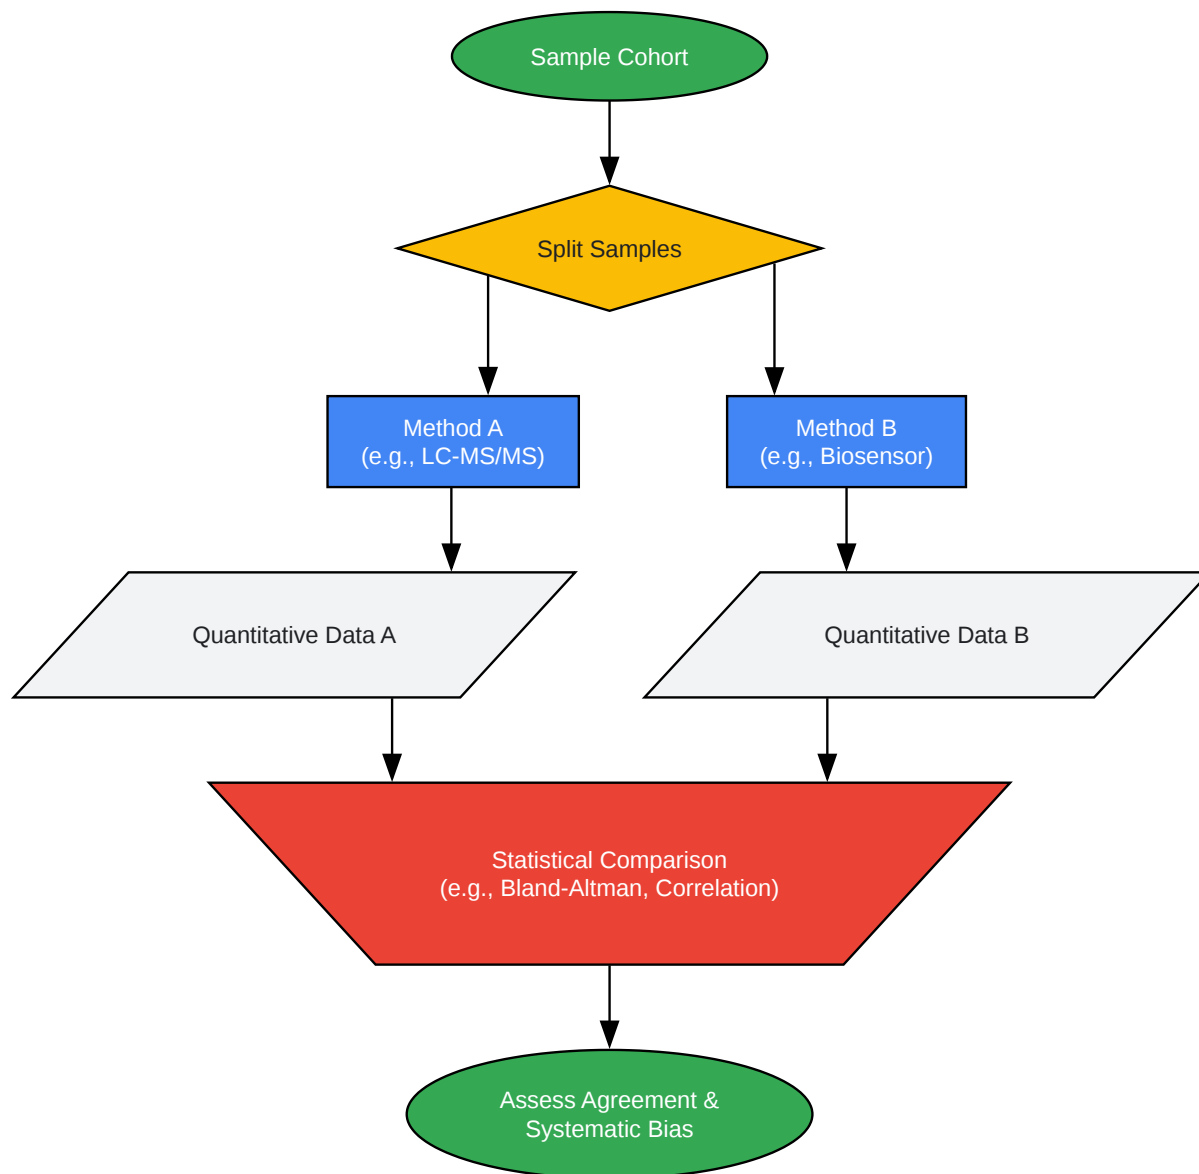 Sample Cohort
Split Samples
Method A
(e.g., LC-MS/MS)
Method B
(e.g., Biosensor)
Quantitative Data A
Quantitative Data B
Statistical Comparison
(e.g., Bland-Altman, Correlation)
Assess Agreement &
Systematic Bias